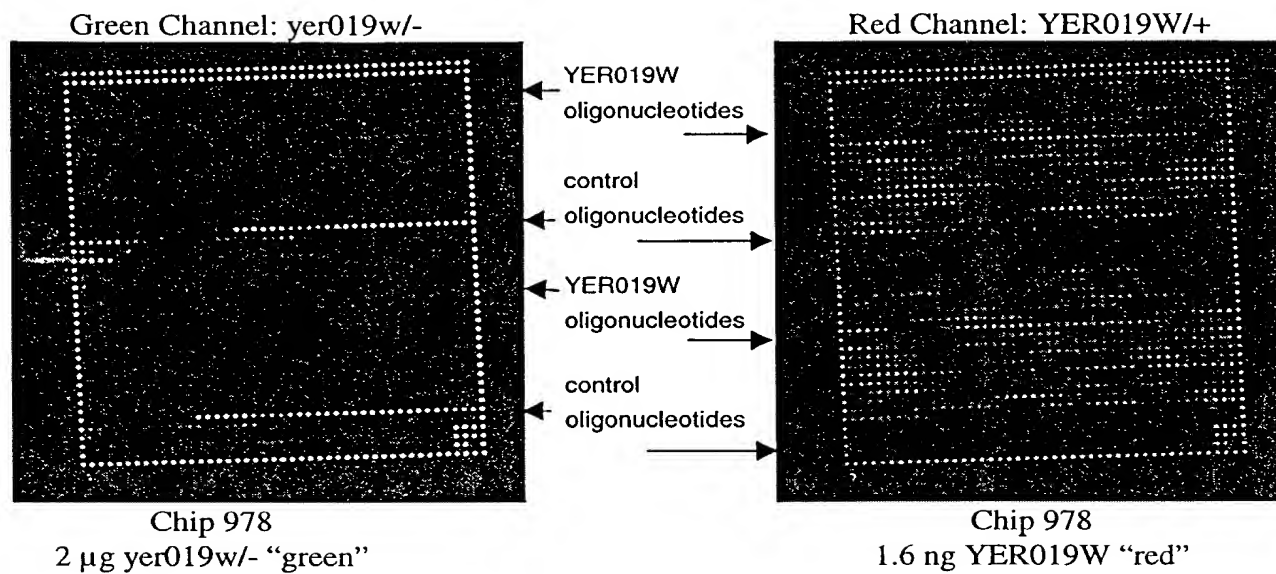 Green Channel: yer019w/-
Red Channel: YER019W/+
YER019W
oligonucleotides
control
oligonucleotides
YER019W
oligonucleotides
control
oligonucleotides
Chip 978
2 µg yer019w/- “green”
Chip 978
1.6 ng YER019W “red”